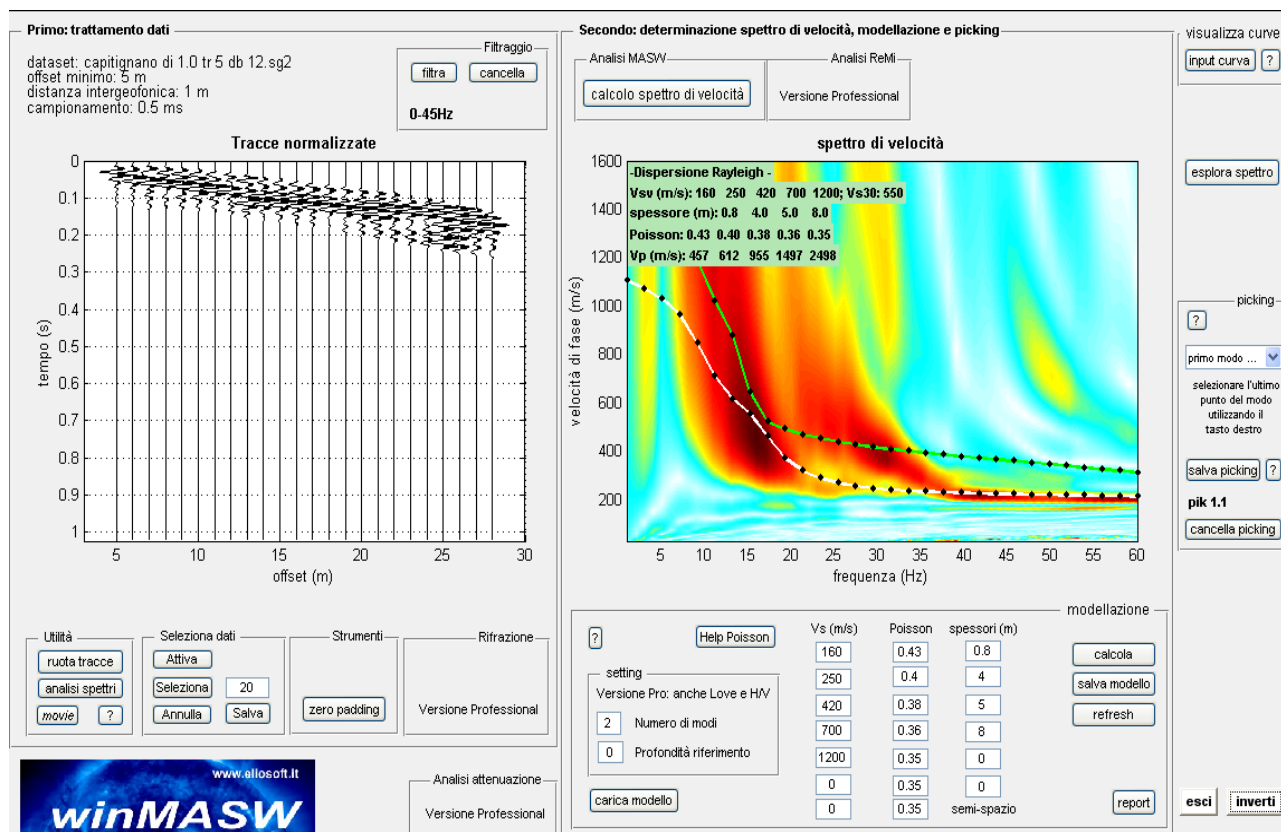 Primo: trattamento dati
dataset: capitignano di 1.0 tr 5 db 12.sg2
offset minimo: 5 m
distanza intergeofonica: 1 m
campionamento: 0.5 ms
Filtraggio
filtra cancella
0-45Hz
Tracce normalizzate
0
0.1
0.2
0.3
0.4
0.5
0.6
0.7
0.8
0.9
1
tempo (s)
5 10 15 20 25 30
offset (m)
Utilità
ruota tracce
analisi spettri
movie ?
Seleziona dati
Attiva
Seleziona 20
Annulla Salva
Strumenti
zero padding
Rifrazione
Versione Professional
www.eliosoft.it
winMASW
Analisi attenuazione
Versione Professional
Secondo: determinazione spettro di velocità, modellazione e picking
Analisi MASW
calcolo spettro di velocità
Analisi ReMi
Versione Professional
spettro di velocità
-Dispersione Rayleigh -
Vsv (m/s): 160 250 420 700 1200; Vs30: 550
spessore (m): 0.8 4.0 5.0 8.0
Poisson: 0.43 0.40 0.38 0.36 0.35
Vp (m/s): 457 612 955 1497 2498
1600
1400
1200
1000
800
600
400
200
velocità di fase (m/s)
5 10 15 20 25 30 35 40 45 50 55 60
frequenza (Hz)
modellazione
? Help Poisson
setting
Versione Pro: anche Love e H/V
2 Numero di modi
0 Profondità riferimento
carica modello
Vs (m/s) Poisson spessori (m)
160 0.43 0.8
250 0.4 4
420 0.38 5
700 0.36 8
1200 0.35 0
0 0.35 0
0 0.35 semi-spazio
calcola
salva modello
refresh
report
visualizza curve
input curva ?
esplora spettro
picking
?
primo modo ...
selezionare l'ultimo
punto del modo
utilizzando il
tasto destro
salva picking ?
pik 1.1
cancella picking
esci inverti